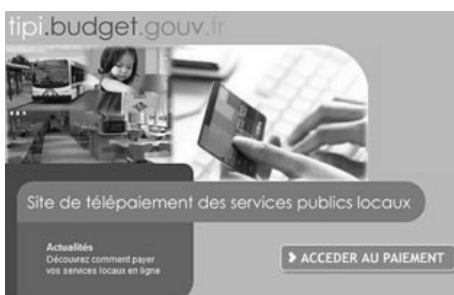 tipi.budget.gouv.fr
Site de télépaiement des services publics locaux
Actualités
Découvrez comment payer
vos services locaux en ligne
ACCEDER AU PAIEMENT